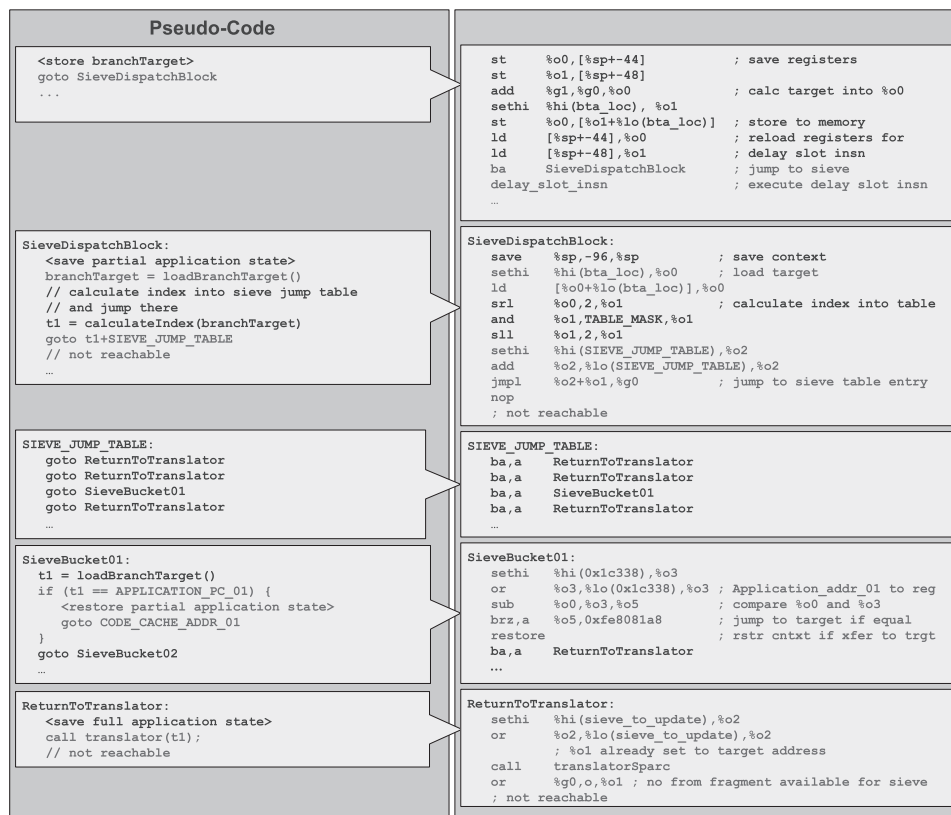 Pseudo-Code
<store branchTarget>
goto SieveDispatchBlock
...
st %o0,[%sp+-44] ; save registers
st %o1,[%sp+-48]
add %g1,%g0,%o0 ; calc target into %o0
sethi %hi(bta_loc), %o1
st %o0,[%o1+%lo(bta_loc)] ; store to memory
ld [%sp+-44],%o0 ; reload registers for
ld [%sp+-48],%o1 ; delay slot insn
ba SieveDispatchBlock ; jump to sieve
delay_slot_insn ; execute delay slot insn
…
SieveDispatchBlock:
<save partial application state>
branchTarget = loadBranchTarget()
// calculate index into sieve jump table
// and jump there
t1 = calculateIndex(branchTarget)
goto t1+SIEVE_JUMP_TABLE
// not reachable
…
SieveDispatchBlock:
save %sp,-96,%sp ; save context
sethi %hi(bta_loc),%o0 ; load target
ld [%o0+%lo(bta_loc)],%o0
srl %o0,2,%o1 ; calculate index into table
and %o1,TABLE_MASK,%o1
sll %o1,2,%o1
sethi %hi(SIEVE_JUMP_TABLE),%o2
add %o2,%lo(SIEVE_JUMP_TABLE),%o2
jmpl %o2+%o1,%g0 ; jump to sieve table entry
nop
; not reachable
SIEVE_JUMP_TABLE:
goto ReturnToTranslator
goto ReturnToTranslator
goto SieveBucket01
goto ReturnToTranslator
…
SIEVE_JUMP_TABLE:
ba,a ReturnToTranslator
ba,a ReturnToTranslator
ba,a SieveBucket01
ba,a ReturnToTranslator
…
SieveBucket01:
t1 = loadBranchTarget()
if (t1 == APPLICATION_PC_01) {
<restore partial application state>
goto CODE_CACHE_ADDR_01
}
goto SieveBucket02
…
SieveBucket01:
sethi %hi(0x1c338),%o3
or %o3,%lo(0x1c338),%o3 ; Application_addr_01 to reg
sub %o0,%o3,%o5 ; compare %o0 and %o3
brz,a %o5,0xfe8081a8 ; jump to target if equal
restore ; rstr cntxt if xfer to trgt
ba,a ReturnToTranslator
…
ReturnToTranslator:
<save full application state>
call translator(t1);
// not reachable
ReturnToTranslator:
sethi %hi(sieve_to_update),%o2
or %o2,%lo(sieve_to_update),%o2
; %o1 already set to target address
call translatorSparc
or %g0,o,%o1 ; no from fragment available for sieve
; not reachable